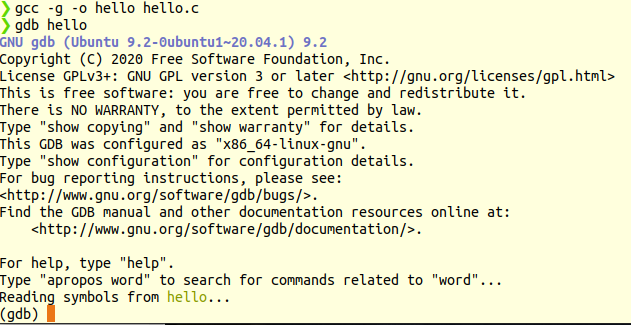 ❯ gcc -g -o hello hello.c
❯ gdb hello
GNU gdb (Ubuntu 9.2-0ubuntu1~20.04.1) 9.2
Copyright (C) 2020 Free Software Foundation, Inc.
License GPLv3+: GNU GPL version 3 or later <http://gnu.org/licenses/gpl.html>
This is free software: you are free to change and redistribute it.
There is NO WARRANTY, to the extent permitted by law.
Type "show copying" and "show warranty" for details.
This GDB was configured as "x86_64-linux-gnu".
Type "show configuration" for configuration details.
For bug reporting instructions, please see:
<http://www.gnu.org/software/gdb/bugs/>.
Find the GDB manual and other documentation resources online at:
    <http://www.gnu.org/software/gdb/documentation/>.

For help, type "help".
Type "apropos word" to search for commands related to "word"...
Reading symbols from hello...
(gdb)